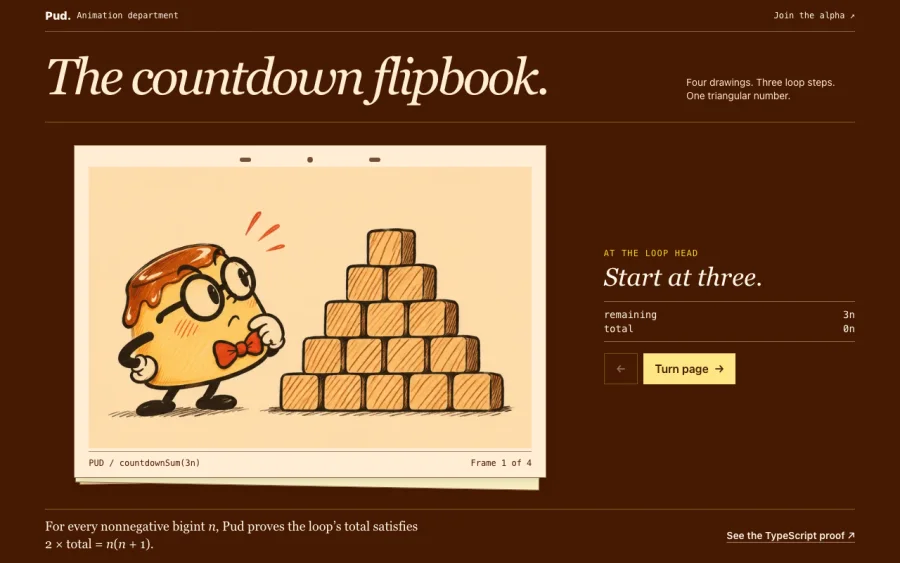 Pud. Animation department
Join the alpha ↗
The countdown flipbook.
Four drawings. Three loop steps.
One triangular number.
AT THE LOOP HEAD
Start at three.
remaining 3n
total 0n
←
Turn page →
PUD / countdownSum(3n)
Frame 1 of 4
For every nonnegative bigint n, Pud proves the loop’s total satisfies
2 × total = n(n + 1).
See the TypeScript proof ↗